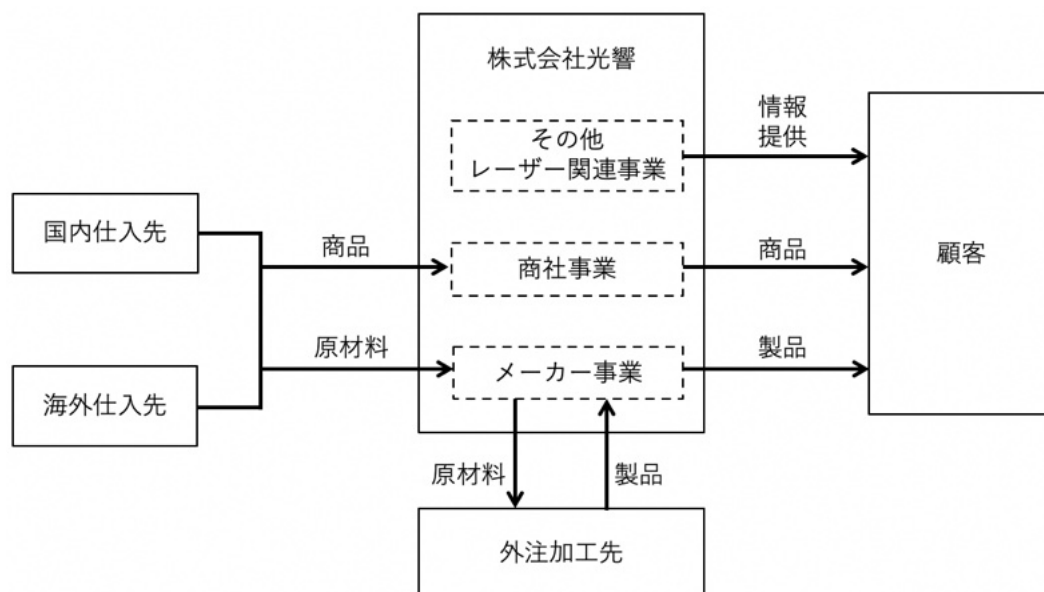 株式会社光響
その他
レーザー関連事業
情報
提供
国内仕入先
商品
商社事業
商品
顧客
原材料
メーカー事業
製品
海外仕入先
原材料
製品
外注加工先